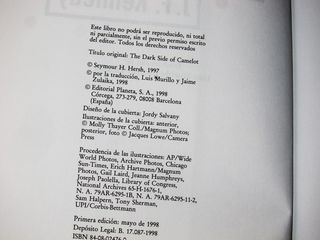 J.F. Kennedy
Este libro no podrá ser reproducido, ni total
ni parcialmente, sin el previo permiso escrito
del editor. Todos los derechos reservados
Título original: The Dark Side of Camelot
© Seymour H. Hersh, 1997
© por la traducción, Luis Murillo y Jaime
Zulaika, 1998
© Editorial Planeta, S. A., 1998
Córcega, 273-279, 08008 Barcelona
(España)
Diseño de la cubierta: Jordy Salvany
Ilustraciones de la cubierta: anterior,
© Molly Thayer Coll./Magnum Photos;
posterior, foto © Jacques Lowe/Camera
Press
Procedencia de las ilustraciones: AP/Wide
World Photos, Archive Photos, Chicago
Sun-Times, Erich Hartmann/Magnum
Photos, Gail Laird, Jeanne Humphreys,
Joseph Paolella, Library of Congress,
National Archives 65-H-1676-1,
N. A. 79AR-6295-1B, N. A. 79AR-6295-11-2,
Sam Halpern, Tony Sherman,
UPI/Corbis-Bettmann
Primera edición: mayo de 1998
Depósito Legal: B. 17.087-1998
ISBN 84-08-02476-0